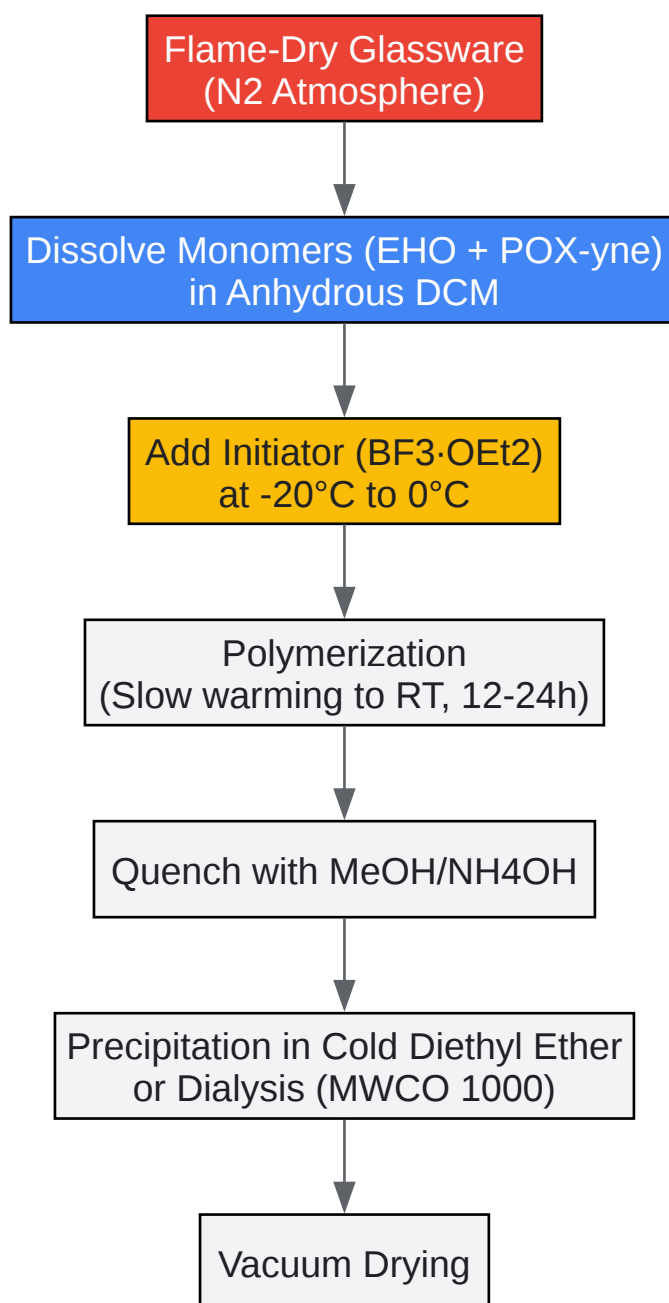 Flame-Dry Glassware
(N2 Atmosphere)
Dissolve Monomers (EHO + POX-yne)
in Anhydrous DCM
Add Initiator (BF3·OEt2)
at -20°C to 0°C
Polymerization
(Slow warming to RT, 12-24h)
Quench with MeOH/NH4OH
Precipitation in Cold Diethyl Ether
or Dialysis (MWCO 1000)
Vacuum Drying